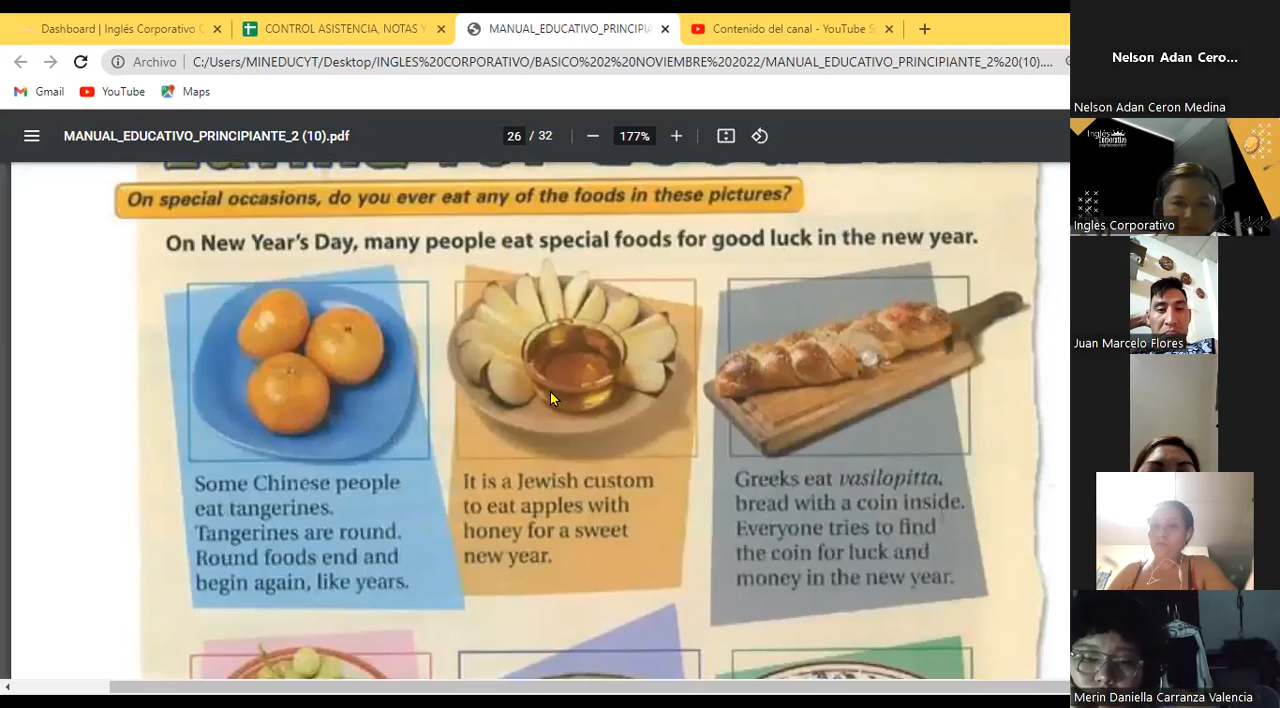 Dashboard | Inglés Corporativo
CONTROL ASISTENCIA, NOTAS Y
MANUAL_EDUCATIVO_PRINCIPIA
Contenido del canal - YouTube S
Archivo
C:/Users/MINEDUCYT/Desktop/INGLES%20CORPORATIVO/BASICO%202%20NOVIEMBRE%202022/MANUAL_EDUCATIVO_PRINCIPIANTE_2%20(10)....
Gmail
YouTube
Maps
MANUAL_EDUCATIVO_PRINCIPIANTE_2 (10).pdf
26 / 32
177%
On special occasions, do you ever eat any of the foods in these pictures?
On New Year's Day, many people eat special foods for good luck in the new year.
Some Chinese people
eat tangerines.
Tangerines are round.
Round foods end and
begin again, like years.
It is a Jewish custom
to eat apples with
honey for a sweet
new year.
Greeks eat vasilopitta,
bread with a coin inside.
Everyone tries to find
the coin for luck and
money in the new year.
Nelson Adan Cero...
Nelson Adan Ceron Medina
Inglés
Corporativo
Ingles Corporativo
Juan Marcelo Flores
Merin Daniella Carranza Valencia